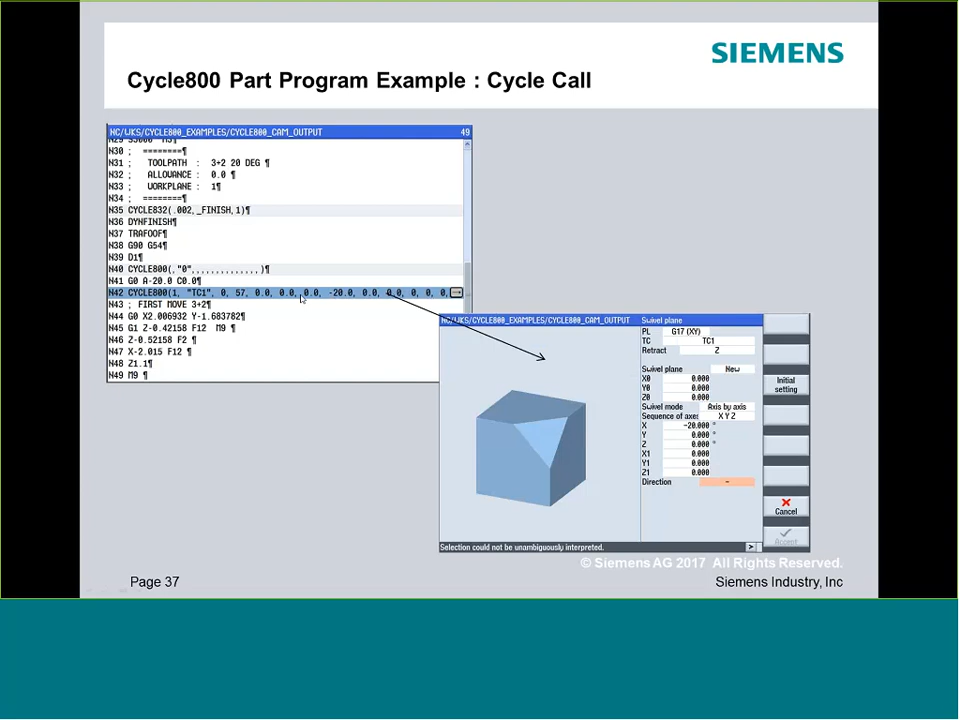 SIEMENS
Cycle800 Part Program Example : Cycle Call
NC/WKS/CYCLE800_EXAMPLES/CYCLE800_CAM_OUTPUT 49
N29 S5000 M3¶
N30 ; ========¶
N31 ; TOOLPATH : 3+2 20 DEG ¶
N32 ; ALLOWANCE : 0.0 ¶
N33 ; WORKPLANE : 1¶
N34 ; ========¶
N35 CYCLE832(.002,_FINISH,1)¶
N36 DYNFINISH¶
N37 TRAFOOF¶
N38 G90 G54¶
N39 D1¶
N40 CYCLE800(,"0",,,,,,,,,,,,,,)¶
N41 G0 A-20.0 C0.0¶
N42 CYCLE800(1, "TC1", 0, 57, 0.0, 0.0, 0.0, -20.0, 0.0, 0.0, 0, 0, 0,
N43 ; FIRST MOVE 3+2¶
N44 G0 X2.006932 Y-1.683782¶
N45 G1 Z-0.42158 F12 M9 ¶
N46 Z-0.52158 F2 ¶
N47 X-2.015 F12 ¶
N48 Z1.1¶
N49 M9 ¶
NC/WKS/CYCLE800_EXAMPLES/CYCLE800_CAM_OUTPUT Swivel plane
PL G17 (XY)
TC TC1
Retract Z
Swivel plane New
X0 0.000
Y0 0.000
Z0 0.000
Swivel mode Axis by axis
Sequence of axes X Y Z
X -20.000 °
Y 0.000 °
Z 0.000 °
X1 0.000
Y1 0.000
Z1 0.000
Direction -
Initial
setting
Cancel
Accept
Selection could not be unambiguously interpreted.
© Siemens AG 2017 All Rights Reserved.
Page 37 Siemens Industry, Inc